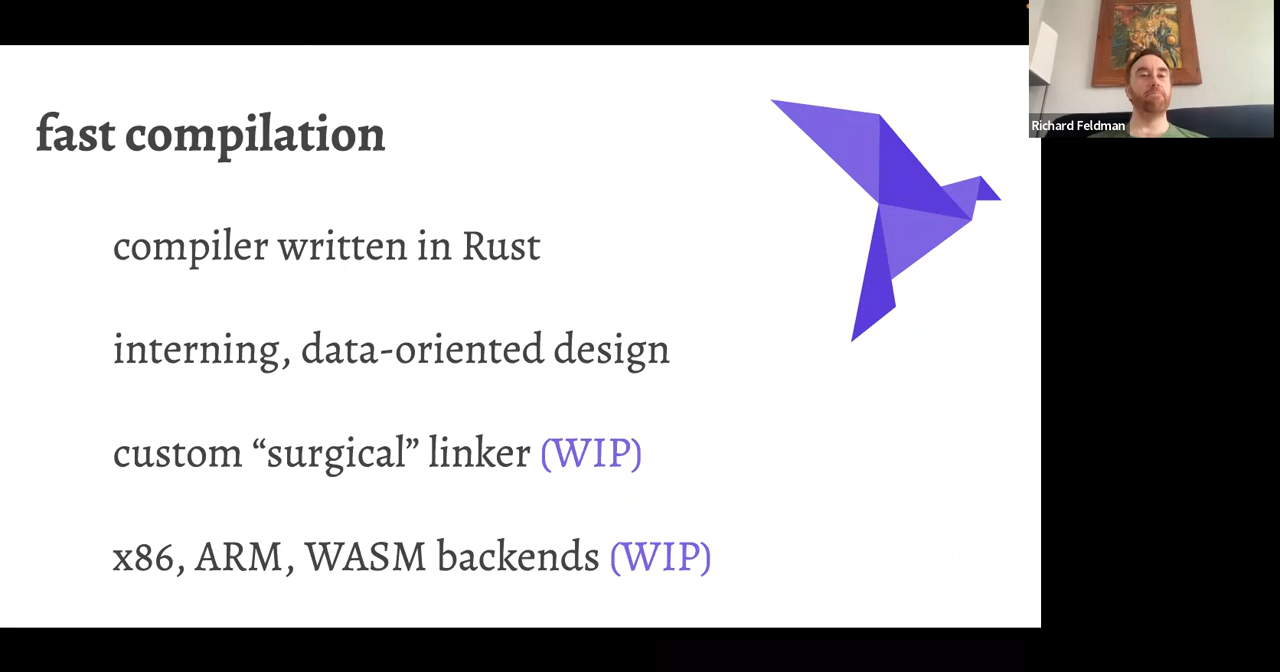 fast compilation
compiler written in Rust
interning, data-oriented design
custom “surgical” linker (WIP)
x86, ARM, WASM backends (WIP)
Richard Feldman